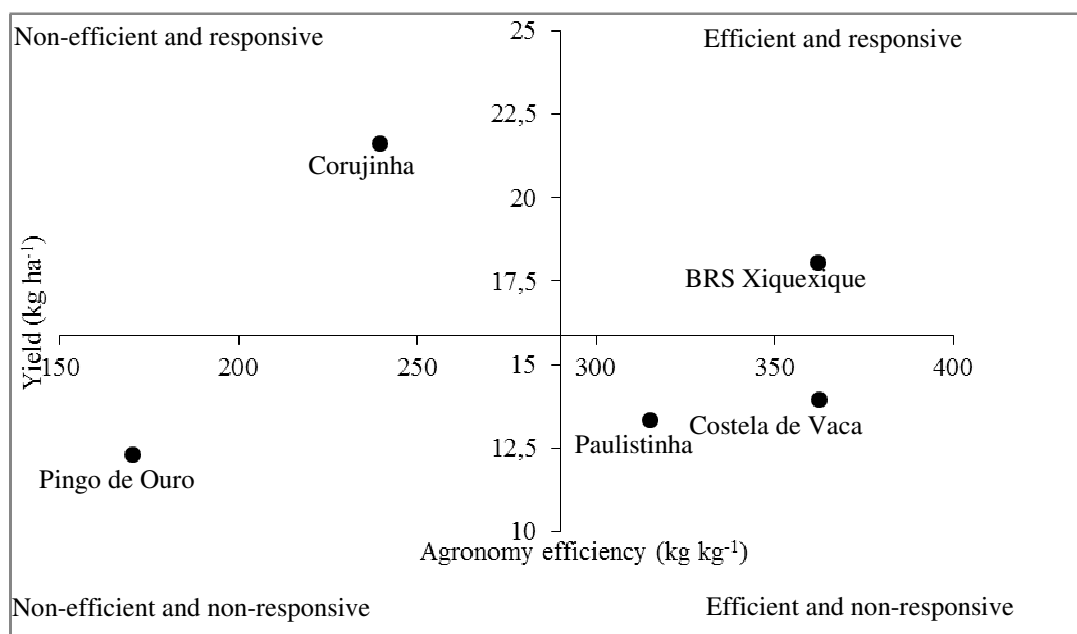 Non-efficient and responsive
Efficient and responsive
25
22,5
Corujinha
20
BRS Xiquexique
17,5
Yield (kg ha-1)
150 200 250 300 350 400
15
Costela de Vaca
Paulistinha
12,5
Pingo de Ouro
10
Agronomy efficiency (kg kg-1)
Non-efficient and non-responsive
Efficient and non-responsive